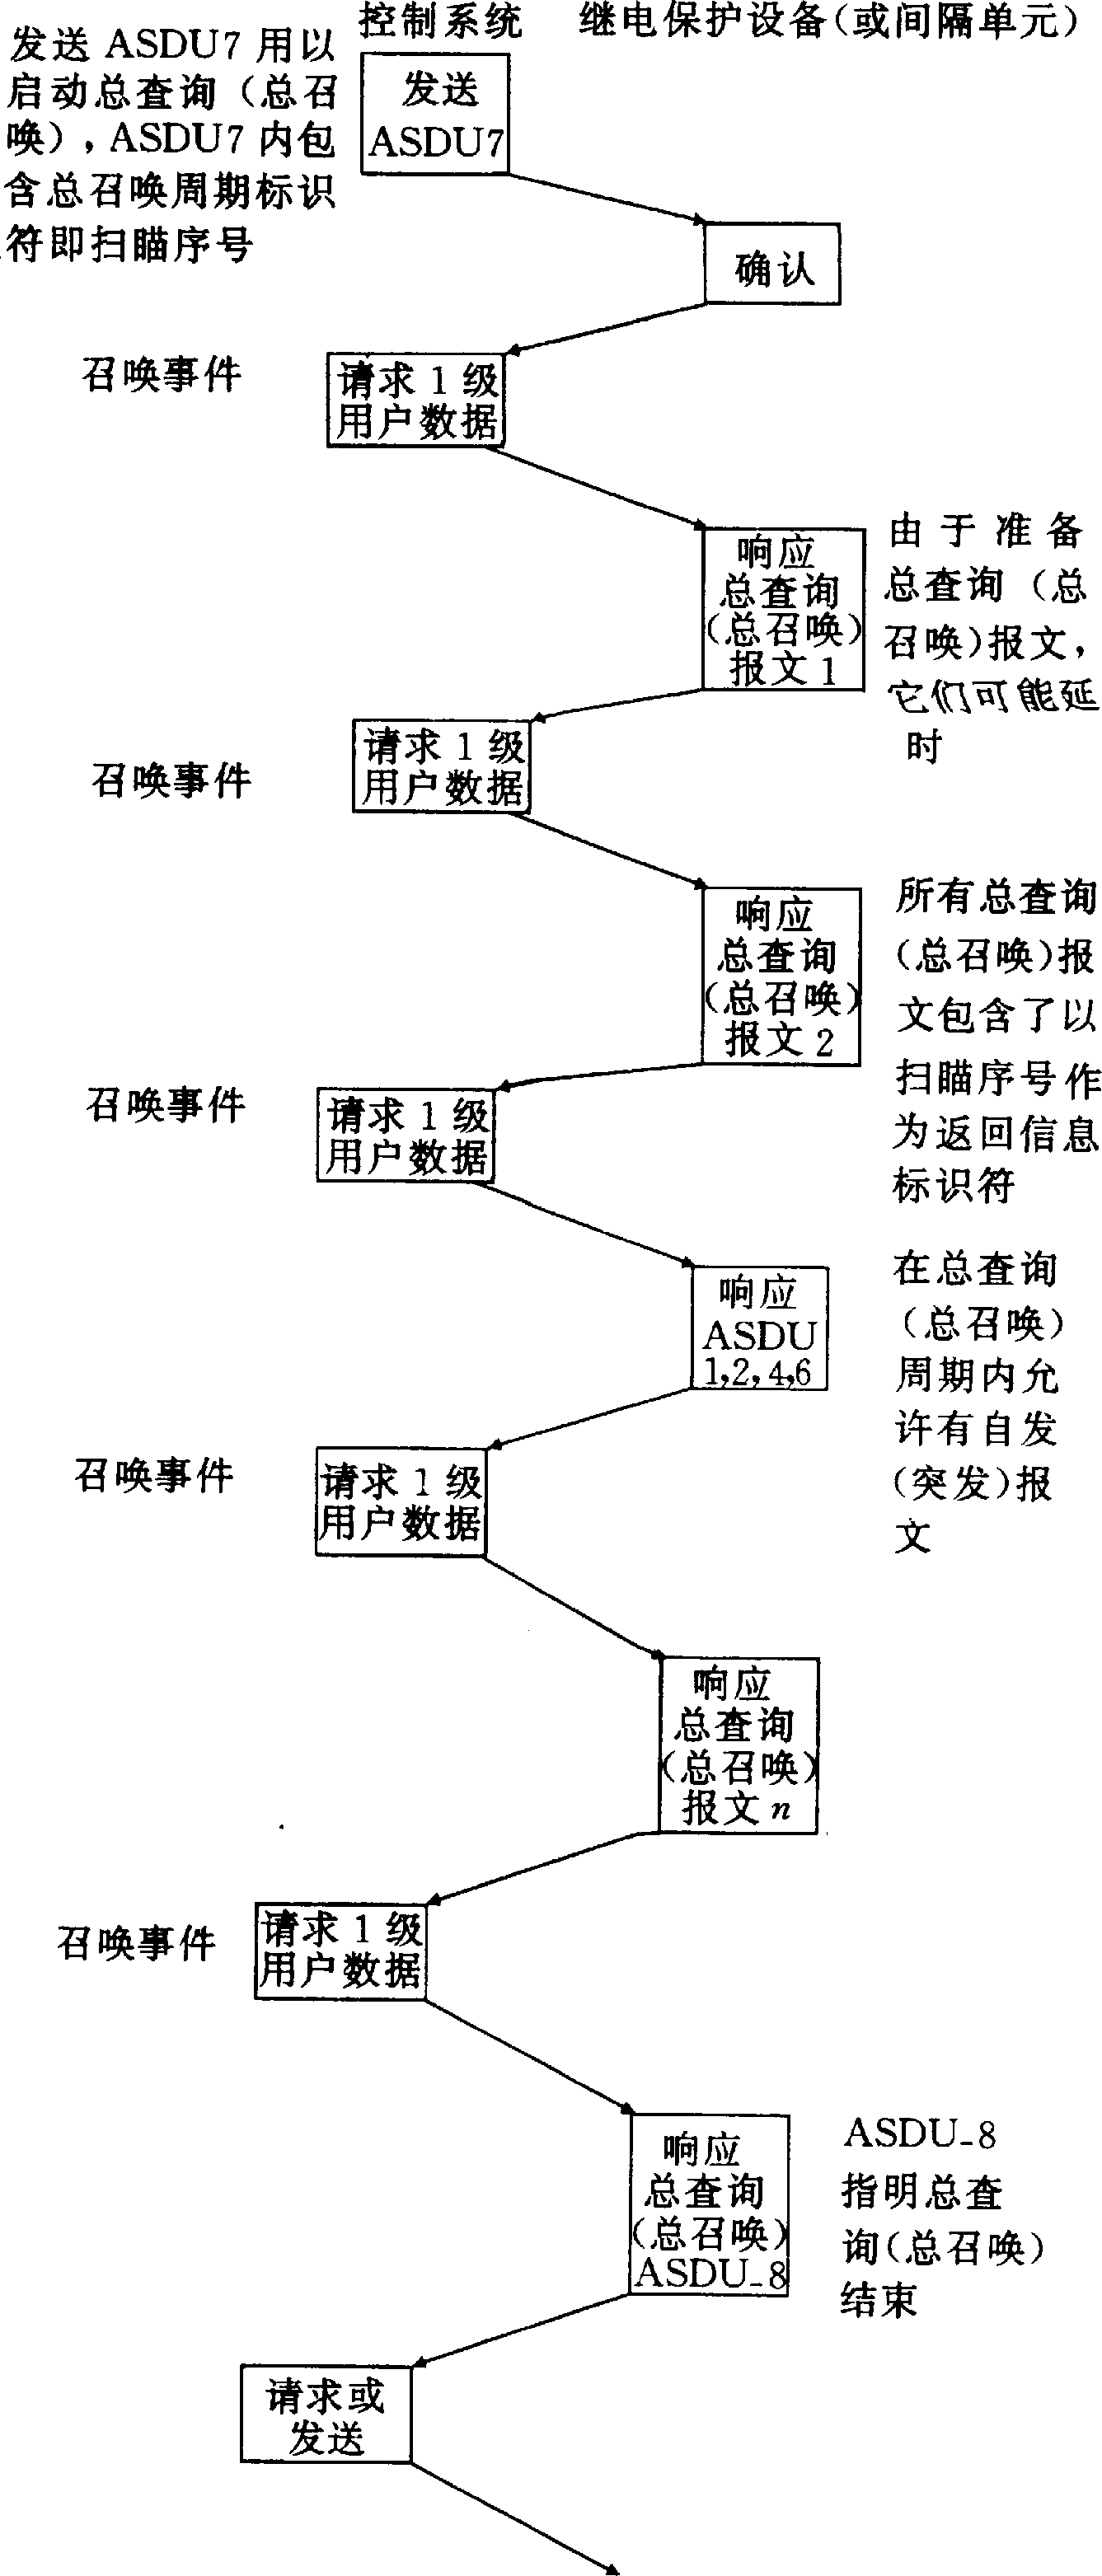 控制系统 继电保护设备(或间隔单元)
发送 ASDU7 用以
启动总查询（总召
唤），ASDU7 内包
含总召唤周期标识
符即扫瞄序号
发送
ASDU7
确认
召唤事件
请求 1 级
用户数据
响应
总查询
(总召唤)
报文 1
由于准备
总查询（总
召唤)报文，
它们可能延
时
召唤事件
请求 1 级
用户数据
响应
总查询
(总召唤)
报文 2
所有总查询
(总召唤)报
文包含了以
扫瞄序号作
为返回信息
标识符
召唤事件
请求 1 级
用户数据
响应
ASDU
1,2,4,6
在总查询
（总召唤）
周期内允
许有自发
(突发)报
文
召唤事件
请求 1 级
用户数据
响应
总查询
(总召唤)
报文 n
召唤事件
请求 1 级
用户数据
响应
总查询
(总召唤)
ASDU-8
ASDU-8
指明总查
询(总召唤)
结束
请求或
发送